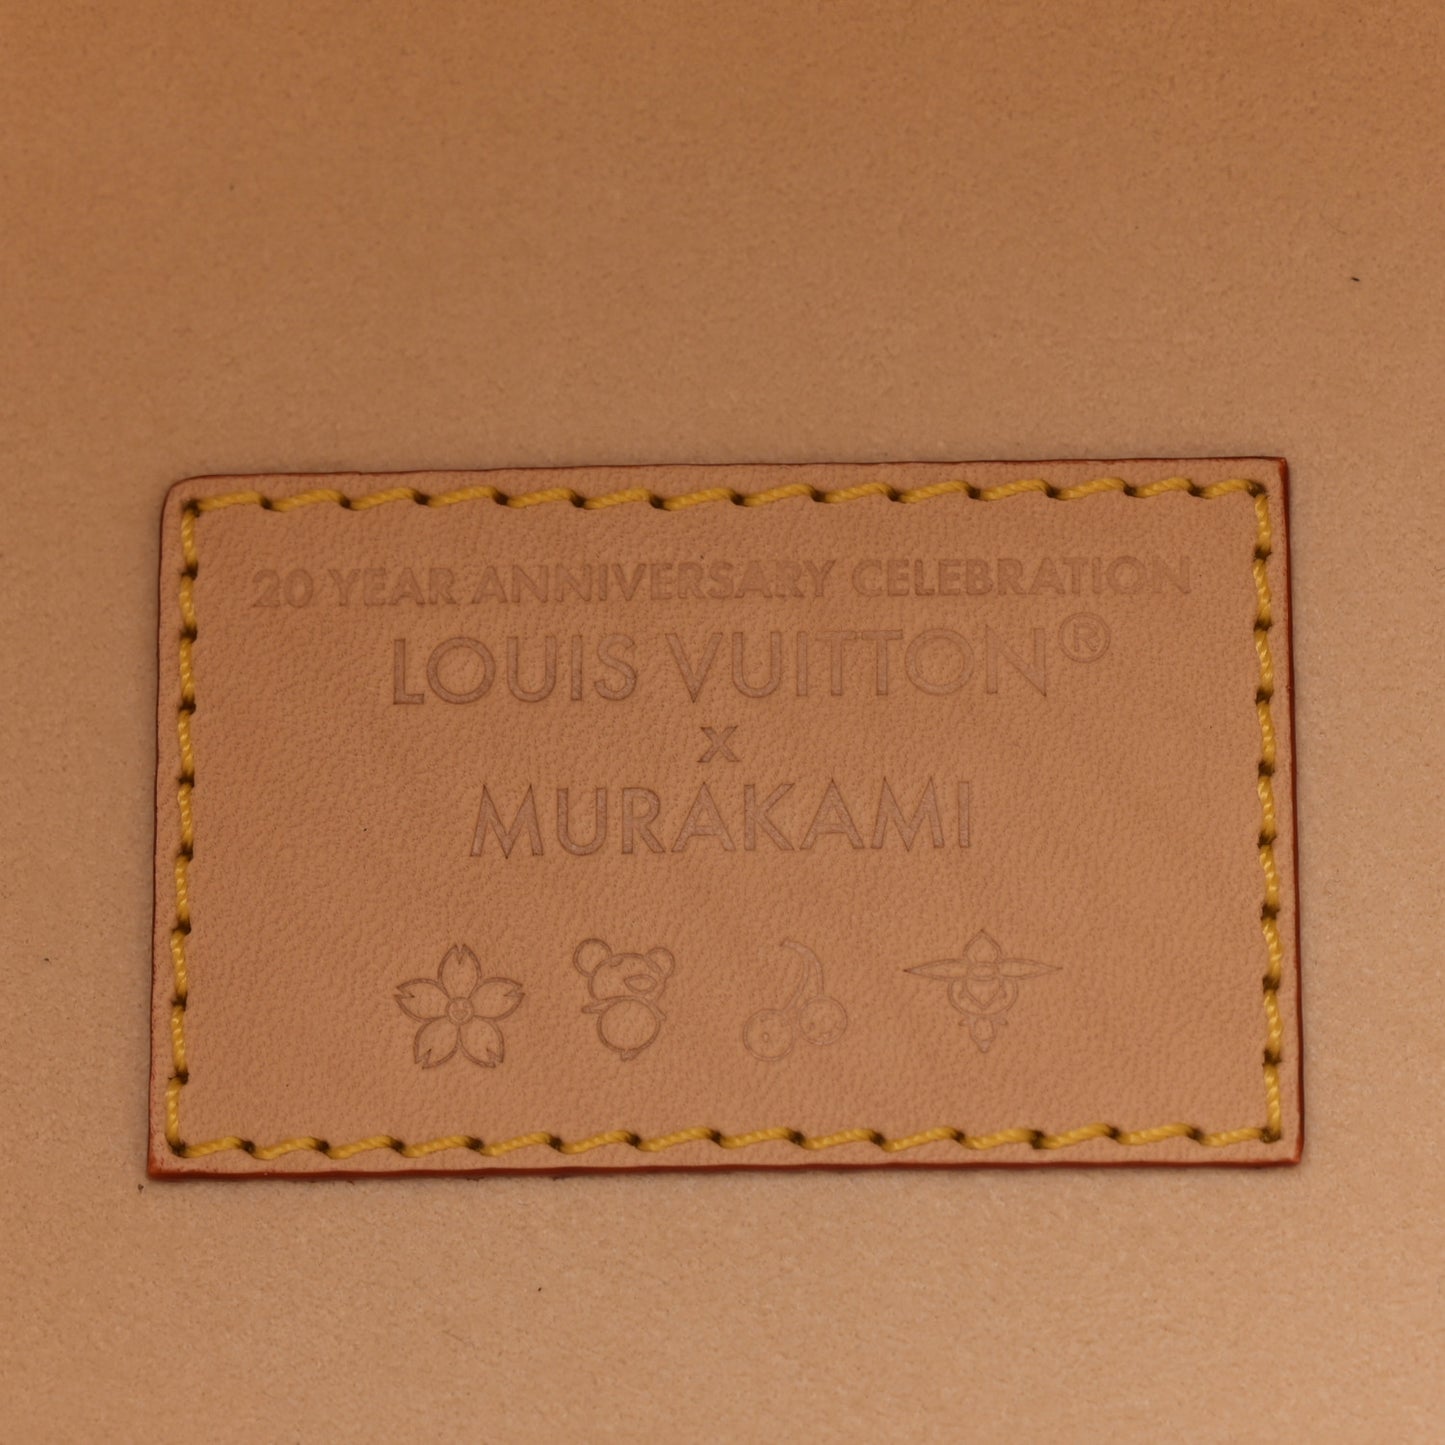 20 YEAR ANNIVERSARY CELEBRATION
LOUIS VUITTON®
x
MURAKAMI